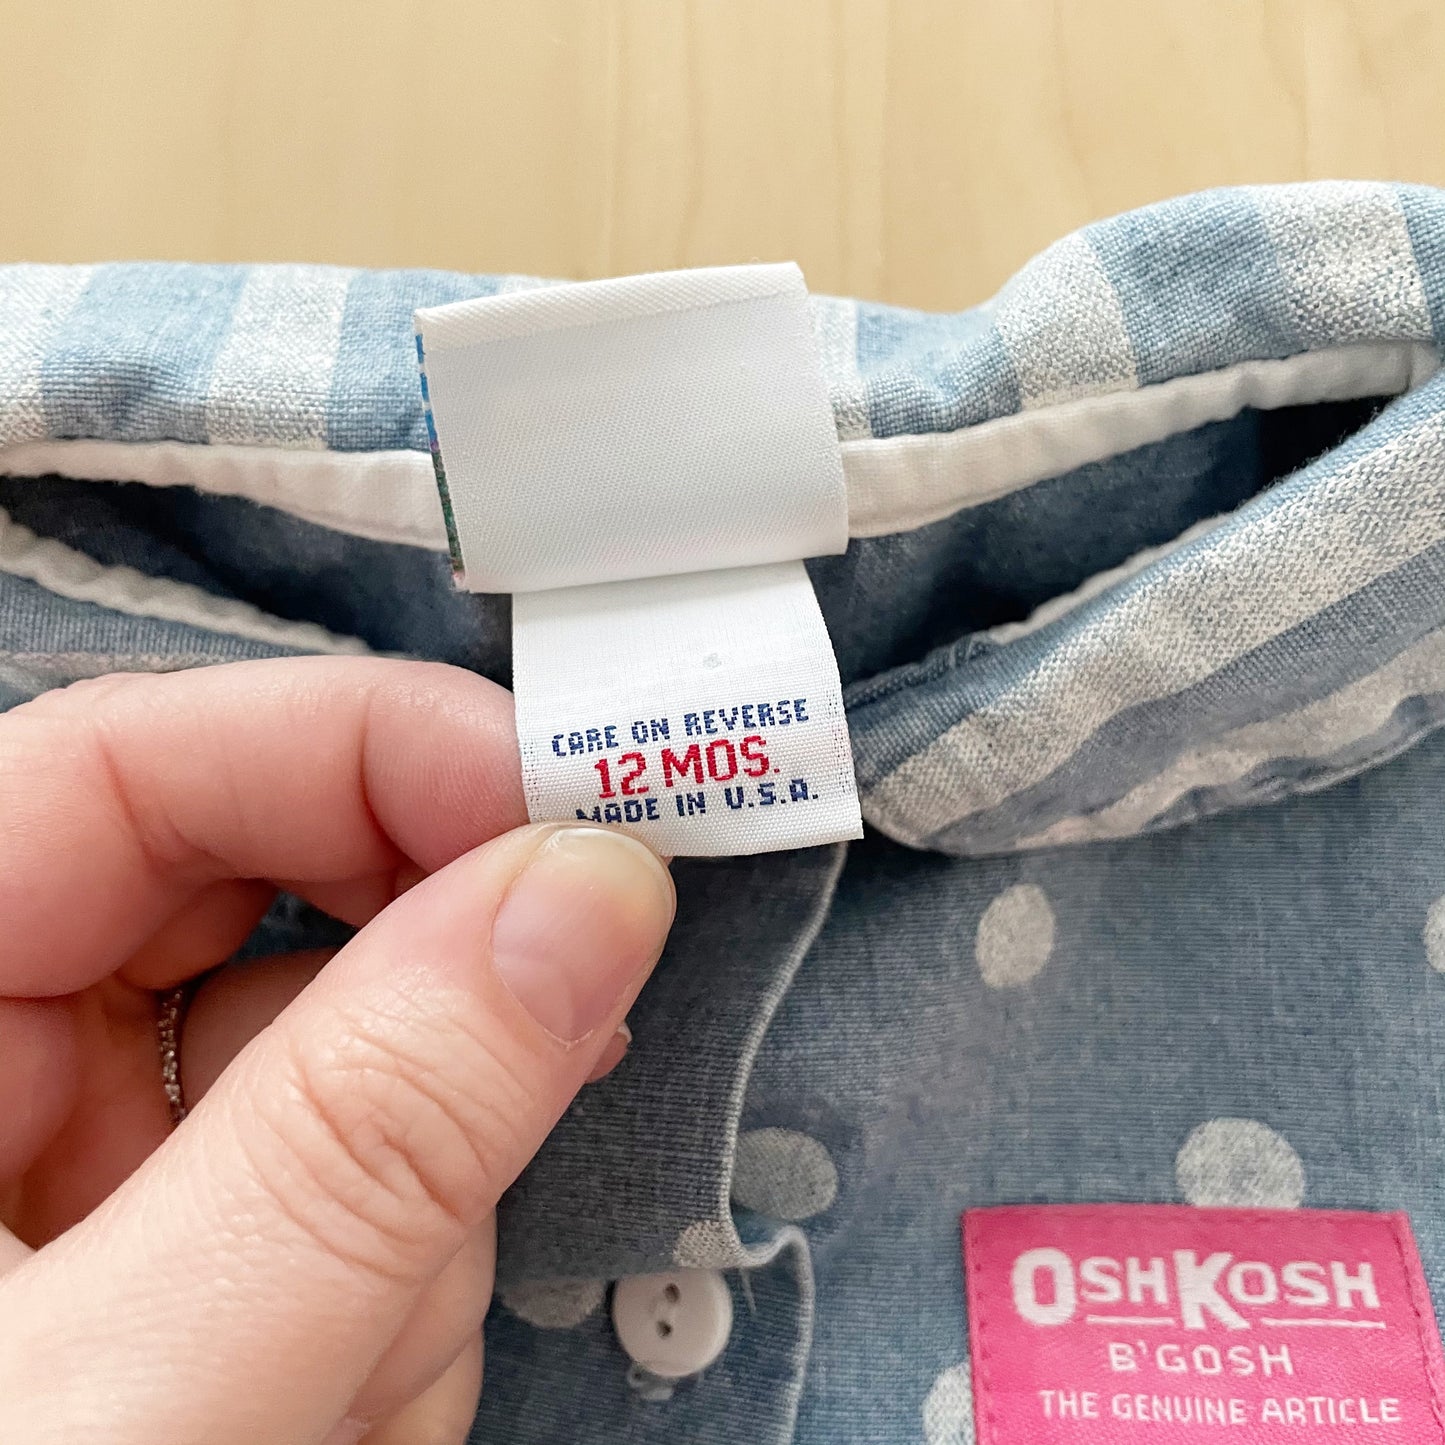 CARE ON REVERSE
12 MOS.
MADE IN U.S.A.
OSHKOSH
B'GOSH
THE GENUINE ARTICLE